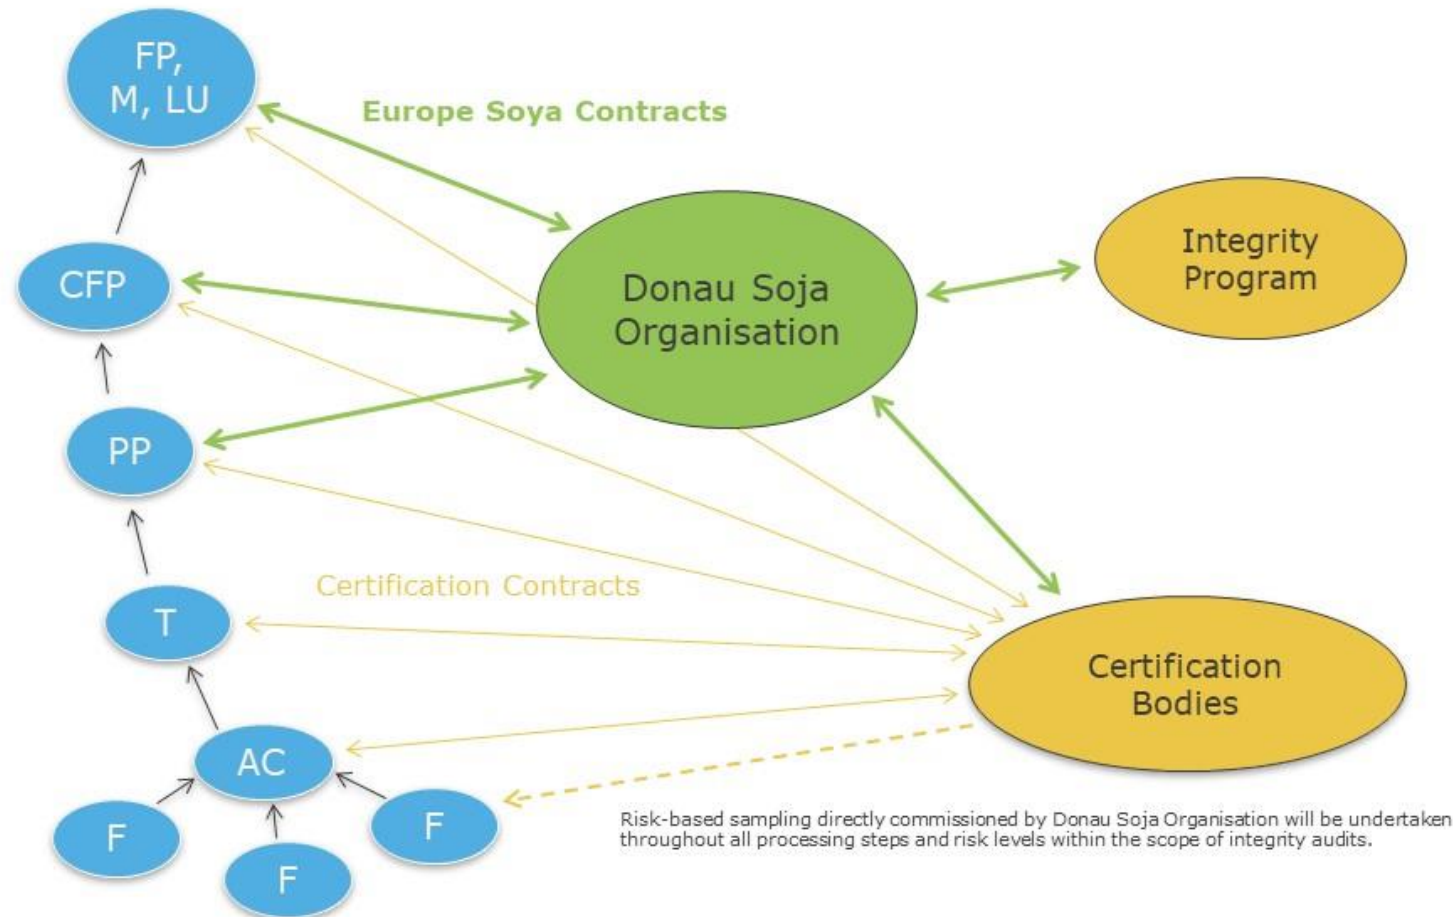 FP,
M, LU
Europe Soya Contracts
Integrity
Program
CFP
Donau Soja
Organisation
PP
Certification Contracts
T
Certification
Bodies
AC
F
F
F
Risk-based sampling directly commissioned by Donau Soja Organisation will be undertaken
throughout all processing steps and risk levels within the scope of integrity audits.